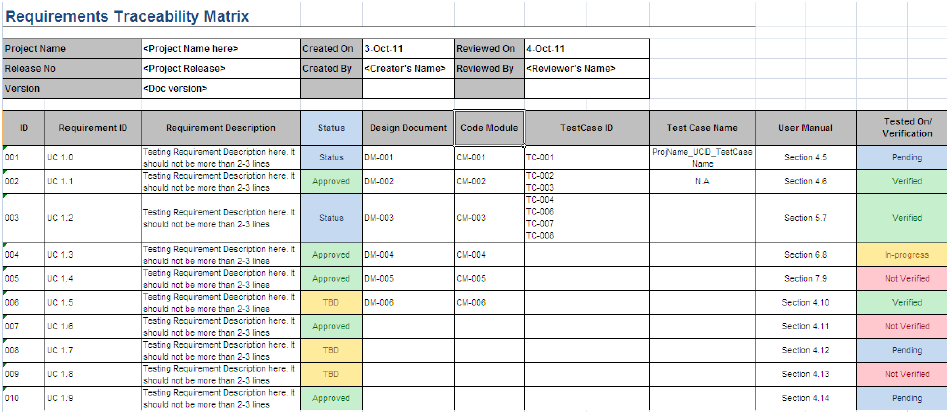 Requirements Traceability Matrix
Project Name <Project Name here> Created On 3-Oct-11 Reviewed On 4-Oct-11
Release No <Project Release> Created By <Creater's Name> Reviewed By <Reviewer's Name>
Version <Doc version>
ID Requirement ID Requirement Description Status Design Document Code Module TestCase ID Test Case Name User Manual Tested On/
Verification
001 UC 1.0 Testing Requirement Description here. It
should not be more than 2-3 lines Status DM-001 CM-001 TC-001 ProjName_UCID_TestCase
Name Section 4.5 Pending
002 UC 1.1 Testing Requirement Description here. It
should not be more than 2-3 lines Approved DM-002 CM-002 TC-002
TC-003 N.A Section 4.6 Verified
003 UC 1.2 Testing Requirement Description here. It
should not be more than 2-3 lines Status DM-003 CM-003 TC-004
TC-006
TC-007
TC-008 Section 5.7 Verified
004 UC 1.3 Testing Requirement Description here. It
should not be more than 2-3 lines Approved DM-004 CM-004 Section 6.8 In-progress
005 UC 1.4 Testing Requirement Description here. It
should not be more than 2-3 lines Approved DM-005 CM-005 Section 7.9 Not Verified
006 UC 1.5 Testing Requirement Description here. It
should not be more than 2-3 lines TBD DM-006 CM-006 Section 4.10 Verified
007 UC 1.6 Testing Requirement Description here. It
should not be more than 2-3 lines Approved Section 4.11 Not Verified
008 UC 1.7 Testing Requirement Description here. It
should not be more than 2-3 lines TBD Section 4.12 Pending
009 UC 1.8 Testing Requirement Description here. It
should not be more than 2-3 lines TBD Section 4.13 Not Verified
010 UC 1.9 Testing Requirement Description here. It
should not be more than 2-3 lines Approved Section 4.14 Pending